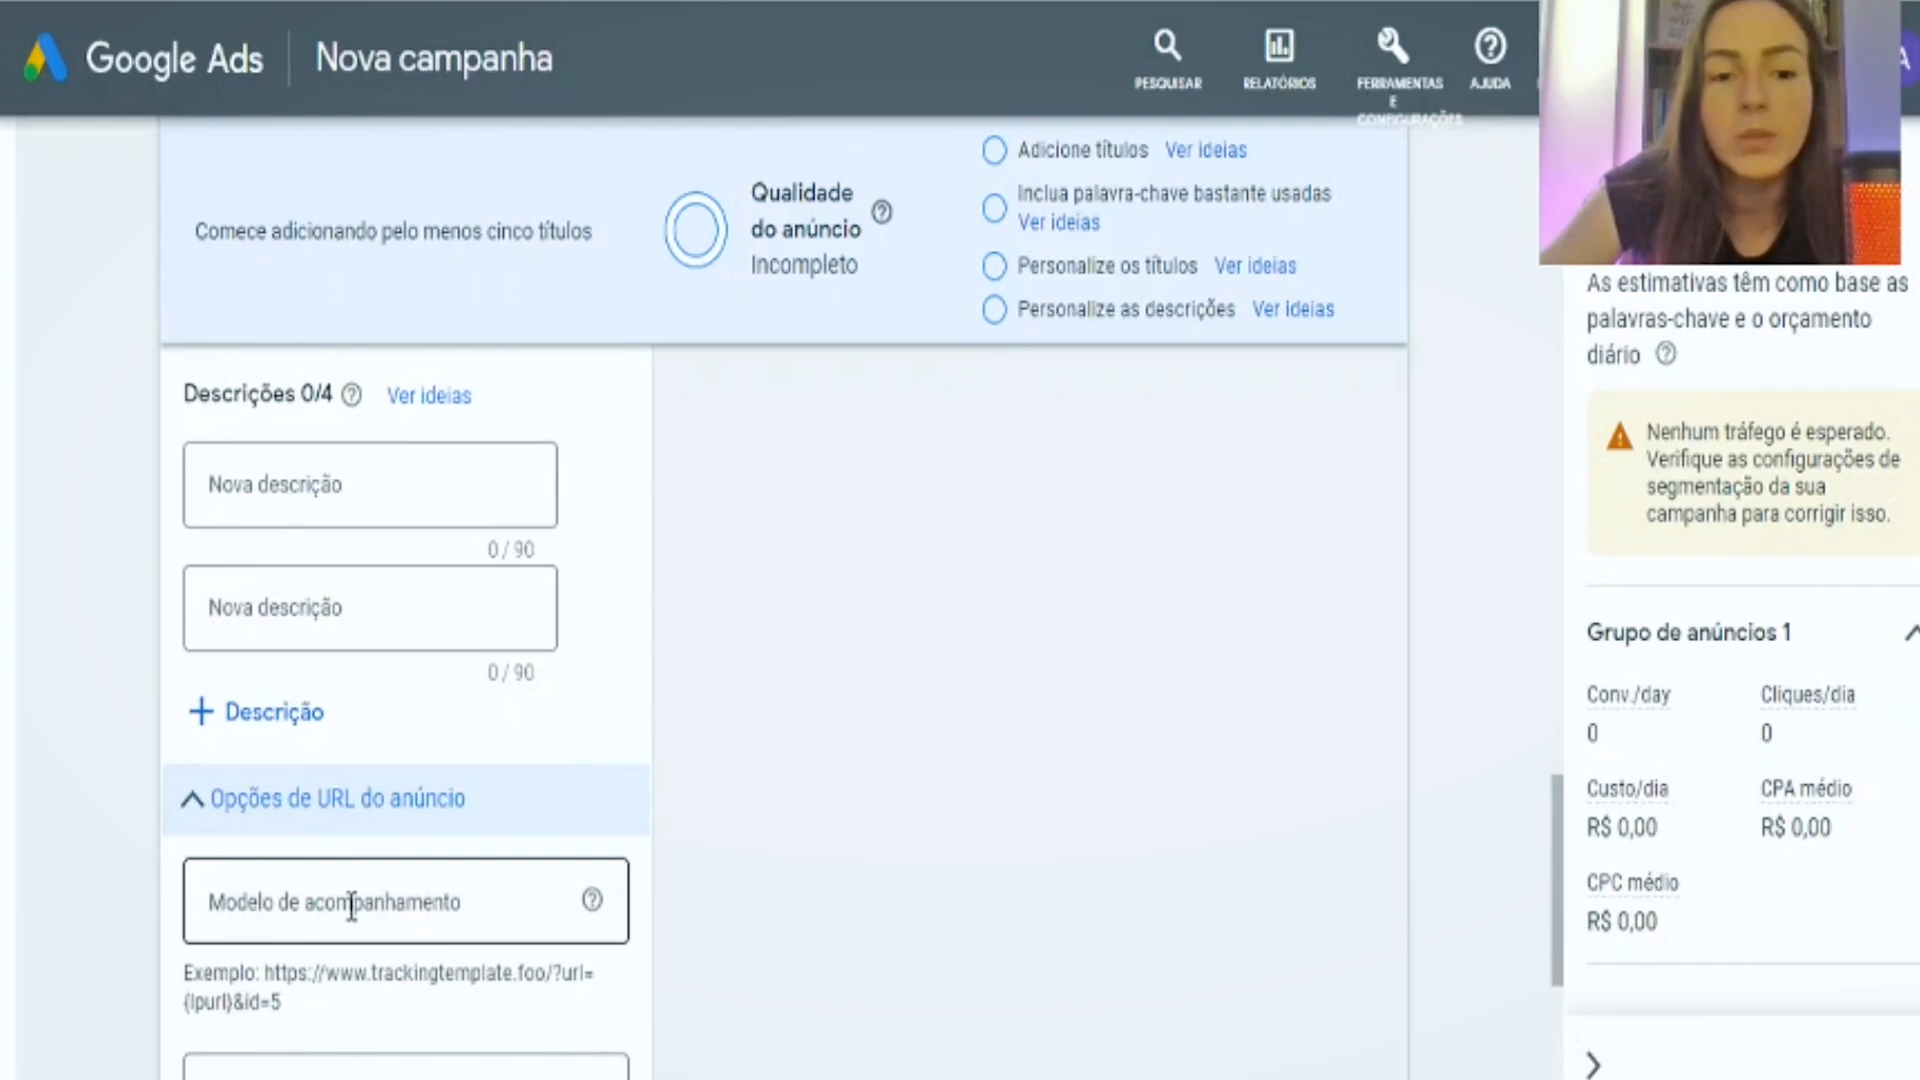 Google Ads
Nova campanha
PESQUISAR
RELATÓRIOS
FERRAMENTAS
E
CONFIGURAÇÕES
AJUDA
A
Comece adicionando pelo menos cinco títulos
Qualidade
do anúncio
Incompleto
Adicione títulos Ver ideias
Inclua palavra-chave bastante usadas
Ver ideias
Personalize os títulos Ver ideias
Personalize as descrições Ver ideias
Descrições 0/4 Ver ideias
Nova descrição
0 / 90
Nova descrição
0 / 90
+ Descrição
Opções de URL do anúncio
Modelo de acompanhamento
Exemplo: https://www.trackingtemplate.foo/?url=
{lpurl}&id=5
As estimativas têm como base as
palavras-chave e o orçamento
diário
Nenhum tráfego é esperado.
Verifique as configurações de
segmentação da sua
campanha para corrigir isso.
Grupo de anúncios 1
Conv./day Cliques/dia
0 0
Custo/dia CPA médio
R$ 0,00 R$ 0,00
CPC médio
R$ 0,00